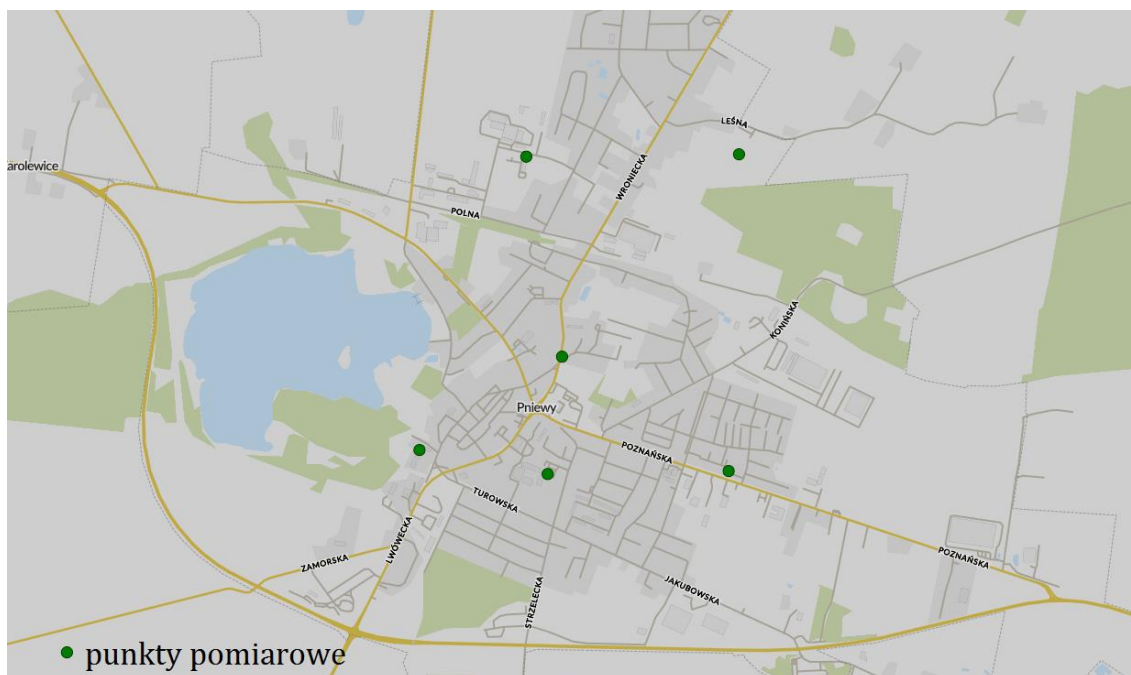 LEŚNA
WRONIECKA
arolewice
POLNA
KONIŃSKA
Pniewy
POZNAŃSKA
TUROWSKA
LWÓWECKA
ZAMORSKA
POZNAŃSKA
JAKUBOWSKA
STRZELECKA
punkty pomiarowe